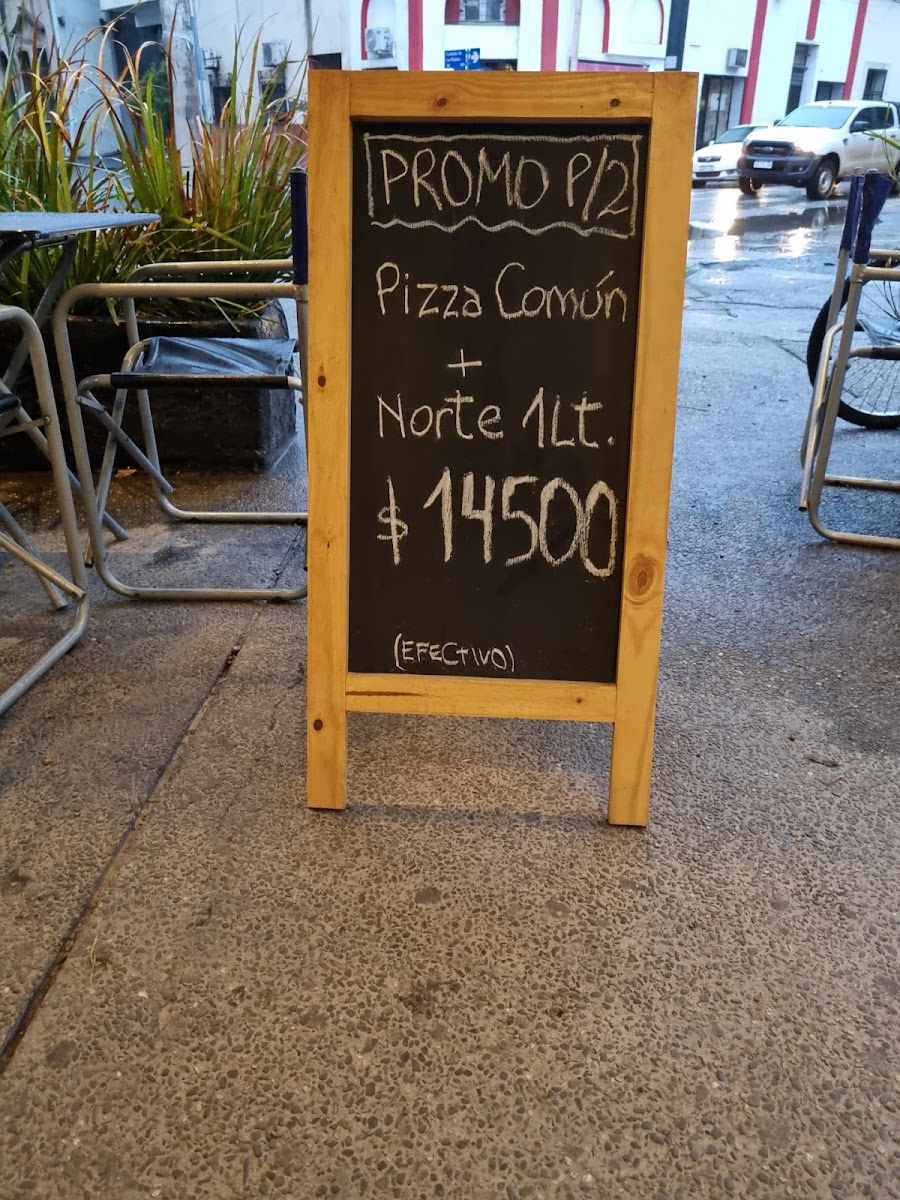 PROMO P/2
Pizza Común
+
Norte 1Lt.
$ 14500
(EFECTIVO)